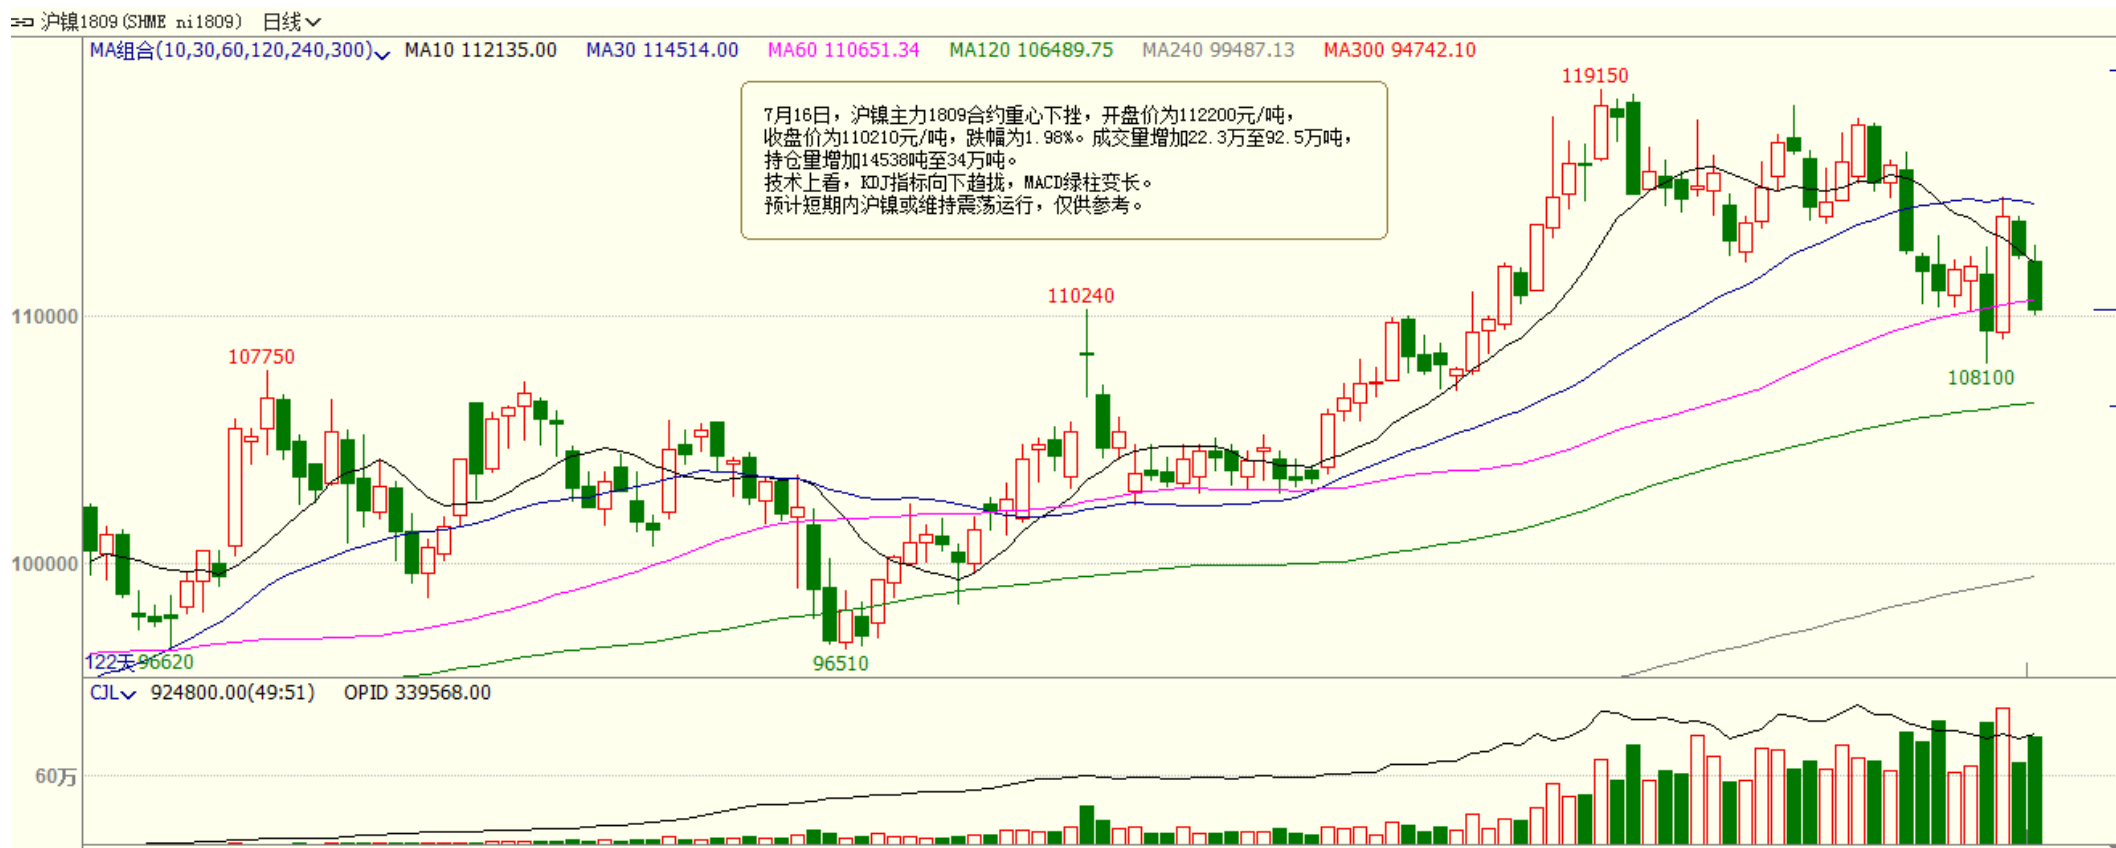 沪镍1809(SHME ni1809) 日线
MA组合(10,30,60,120,240,300) MA10 112135.00 MA30 114514.00 MA60 110651.34 MA120 106489.75 MA240 99487.13 MA300 94742.10
119150
7月16日，沪镍主力1809合约重心下挫，开盘价为112200元/吨，
收盘价为110210元/吨，跌幅为1.98%。成交量增加22.3万至92.5万吨，
持仓量增加14538吨至34万吨。
技术上看，KDJ指标向下趋拢，MACD绿柱变长。
预计短期内沪镍或维持震荡运行，仅供参考。
110240
110000
107750
108100
100000
122天 96620
96510
CJL 924800.00(49:51) OPID 339568.00
60万